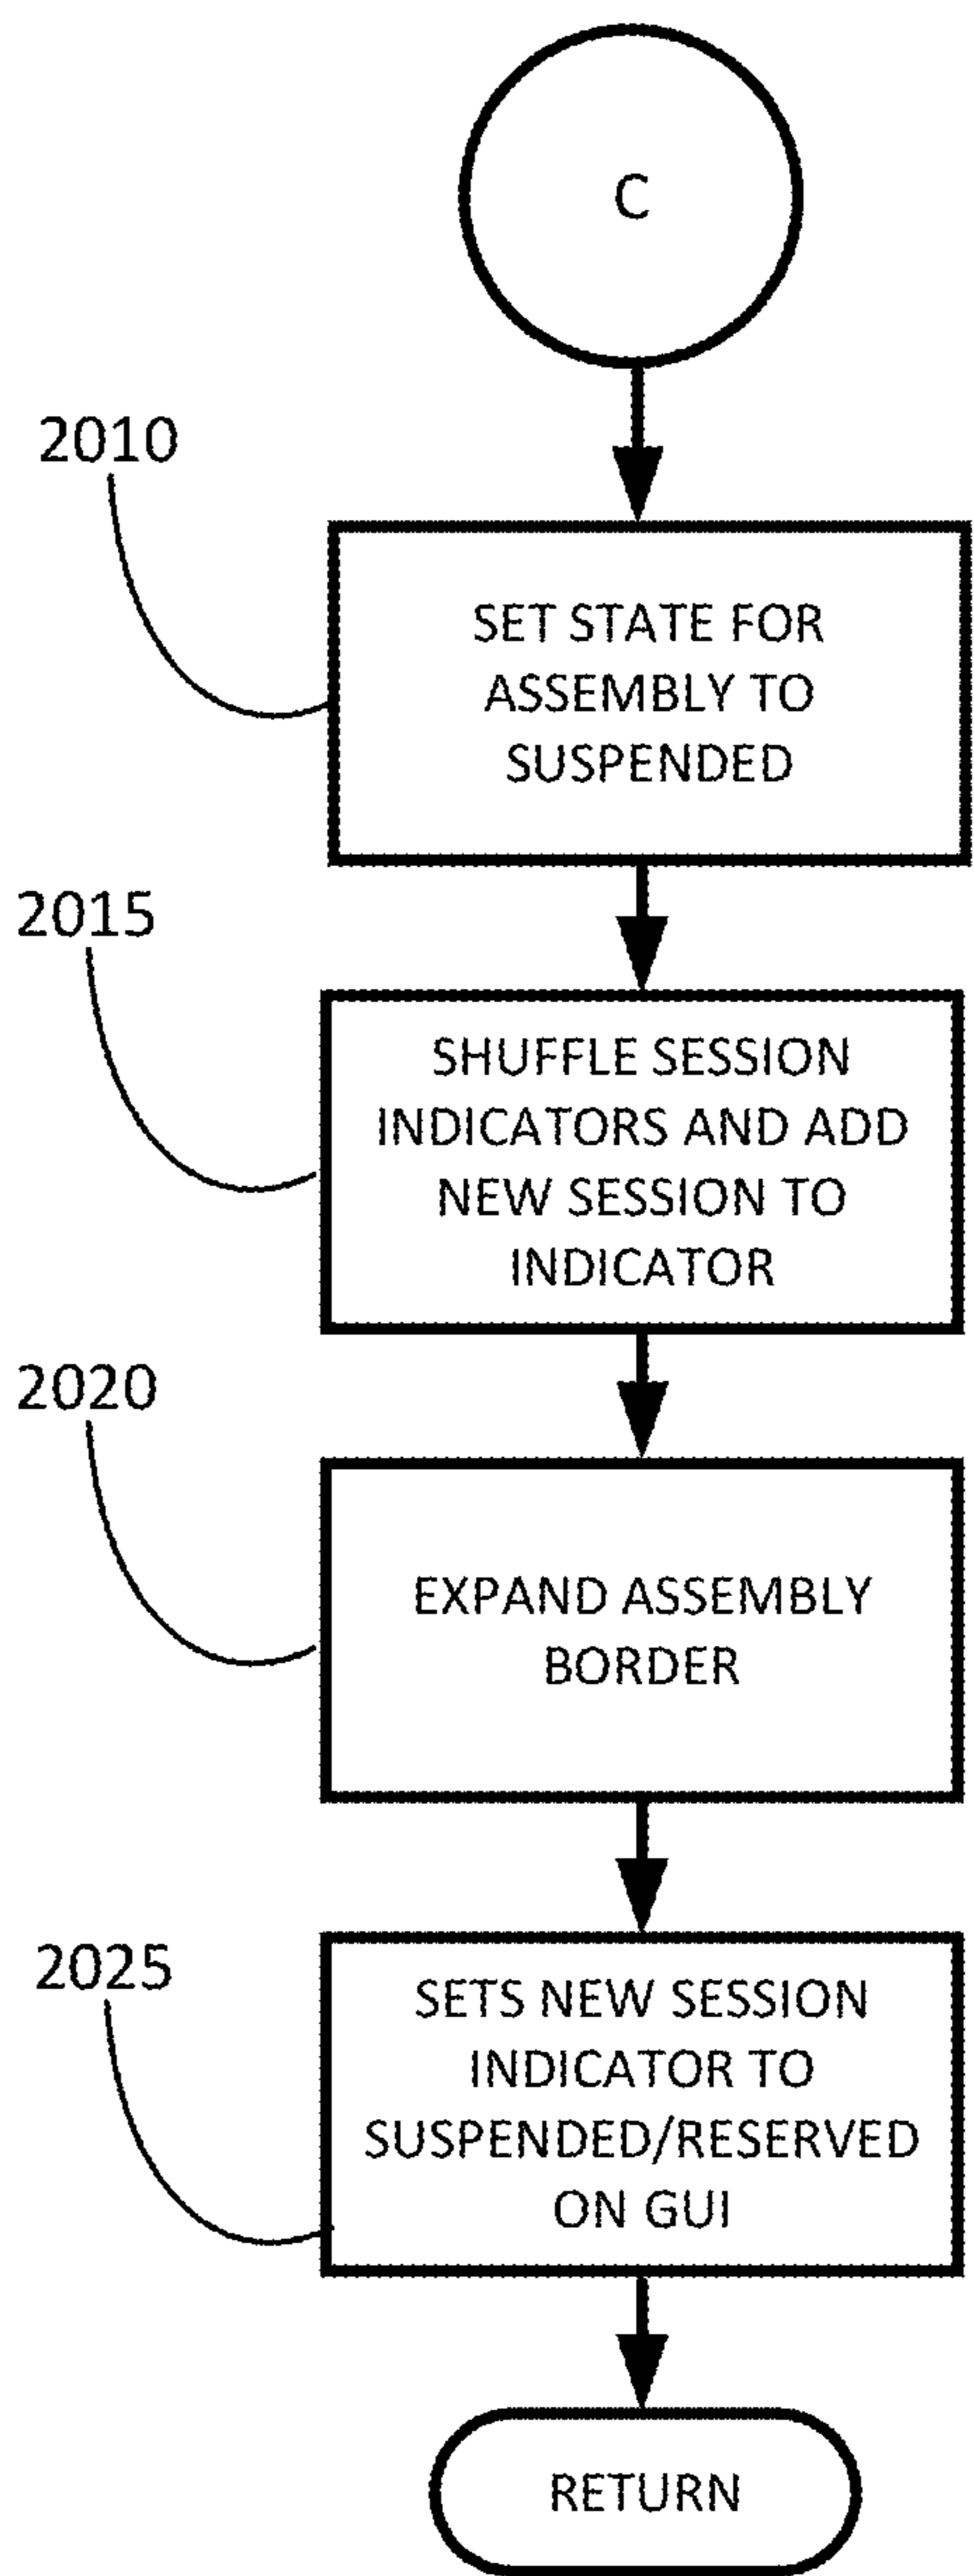 C
2010
SET STATE FOR
ASSEMBLY TO
SUSPENDED
2015
SHUFFLE SESSION
INDICATORS AND ADD
NEW SESSION TO
INDICATOR
2020
EXPAND ASSEMBLY
BORDER
2025
SETS NEW SESSION
INDICATOR TO
SUSPENDED/RESERVED
ON GUI
RETURN